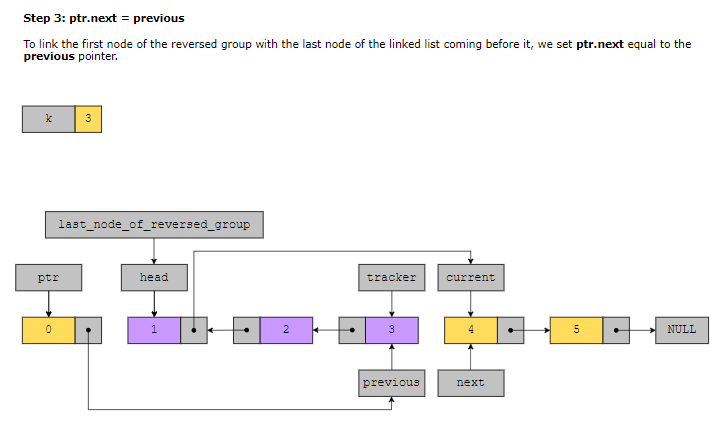 Step 3: ptr.next = previous
To link the first node of the reversed group with the last node of the linked list coming before it, we set ptr.next equal to the
previous pointer.
k 3
last_node_of_reversed_group
ptr head tracker current
0 1 2 3 4 5 NULL
previous next